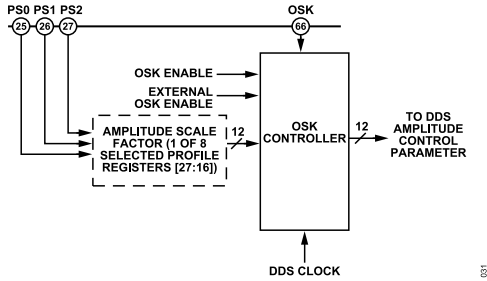 PS0 PS1 PS2 OSK
25 26 27 66
OSK ENABLE
EXTERNAL
OSK ENABLE
AMPLITUDE SCALE
FACTOR (1 OF 8
SELECTED PROFILE
REGISTERS [27:16])
12
OSK
CONTROLLER
12
TO DDS
AMPLITUDE
CONTROL
PARAMETER
DDS CLOCK
031